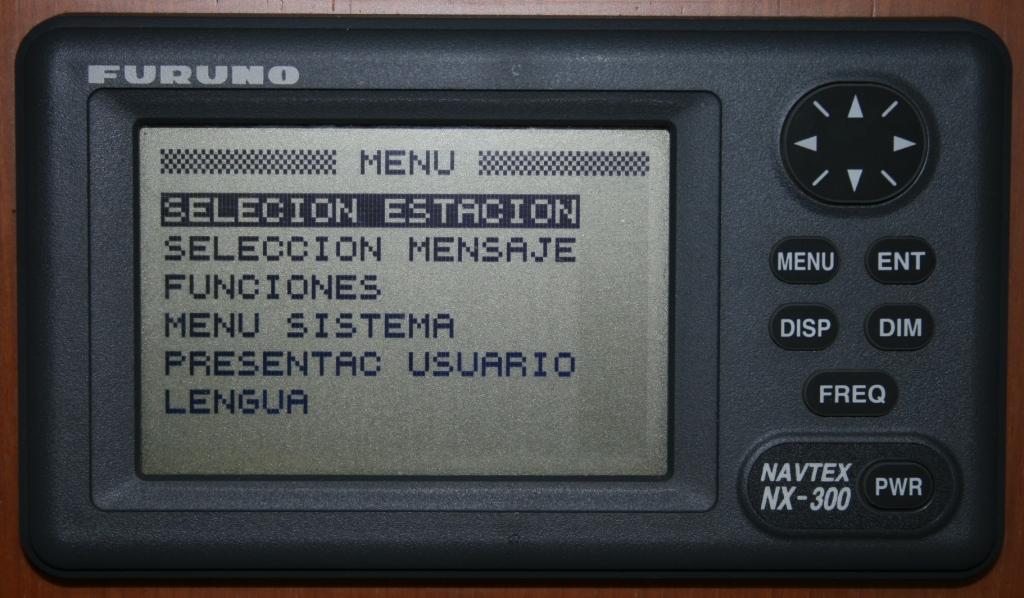 FURUNO
MENU
SELECION ESTACION
SELECCION MENSAJE
FUNCIONES
MENU SISTEMA
PRESENTAC USUARIO
LENGUA
MENU ENT
DISP DIM
FREQ
NAVTEX
NX-300
PWR